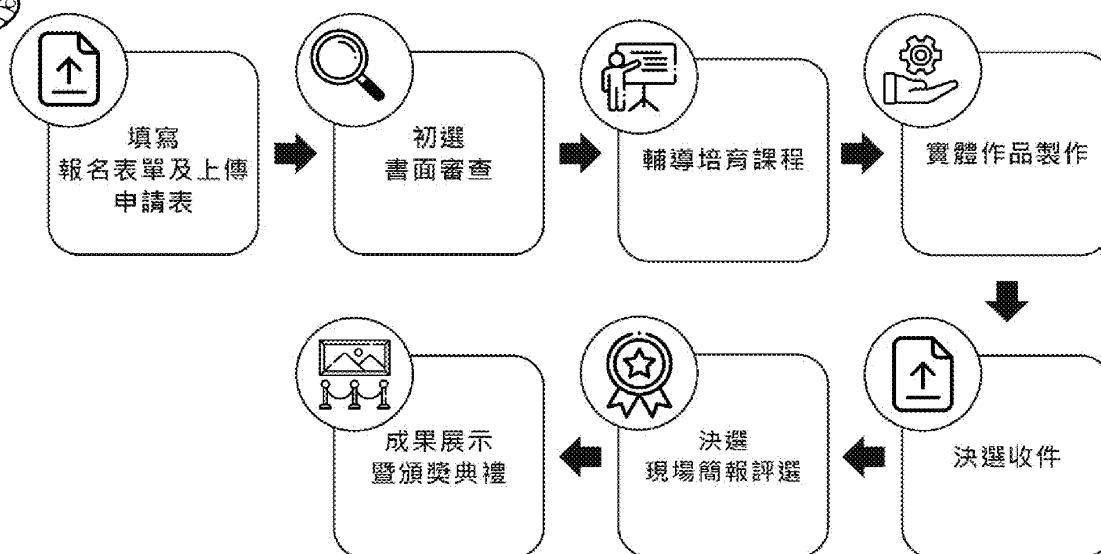 填寫
報名表單及上傳
申請表
初選
書面審查
輔導培育課程
實體作品製作
決選收件
決選
現場簡報評選
成果展示
暨頒獎典禮